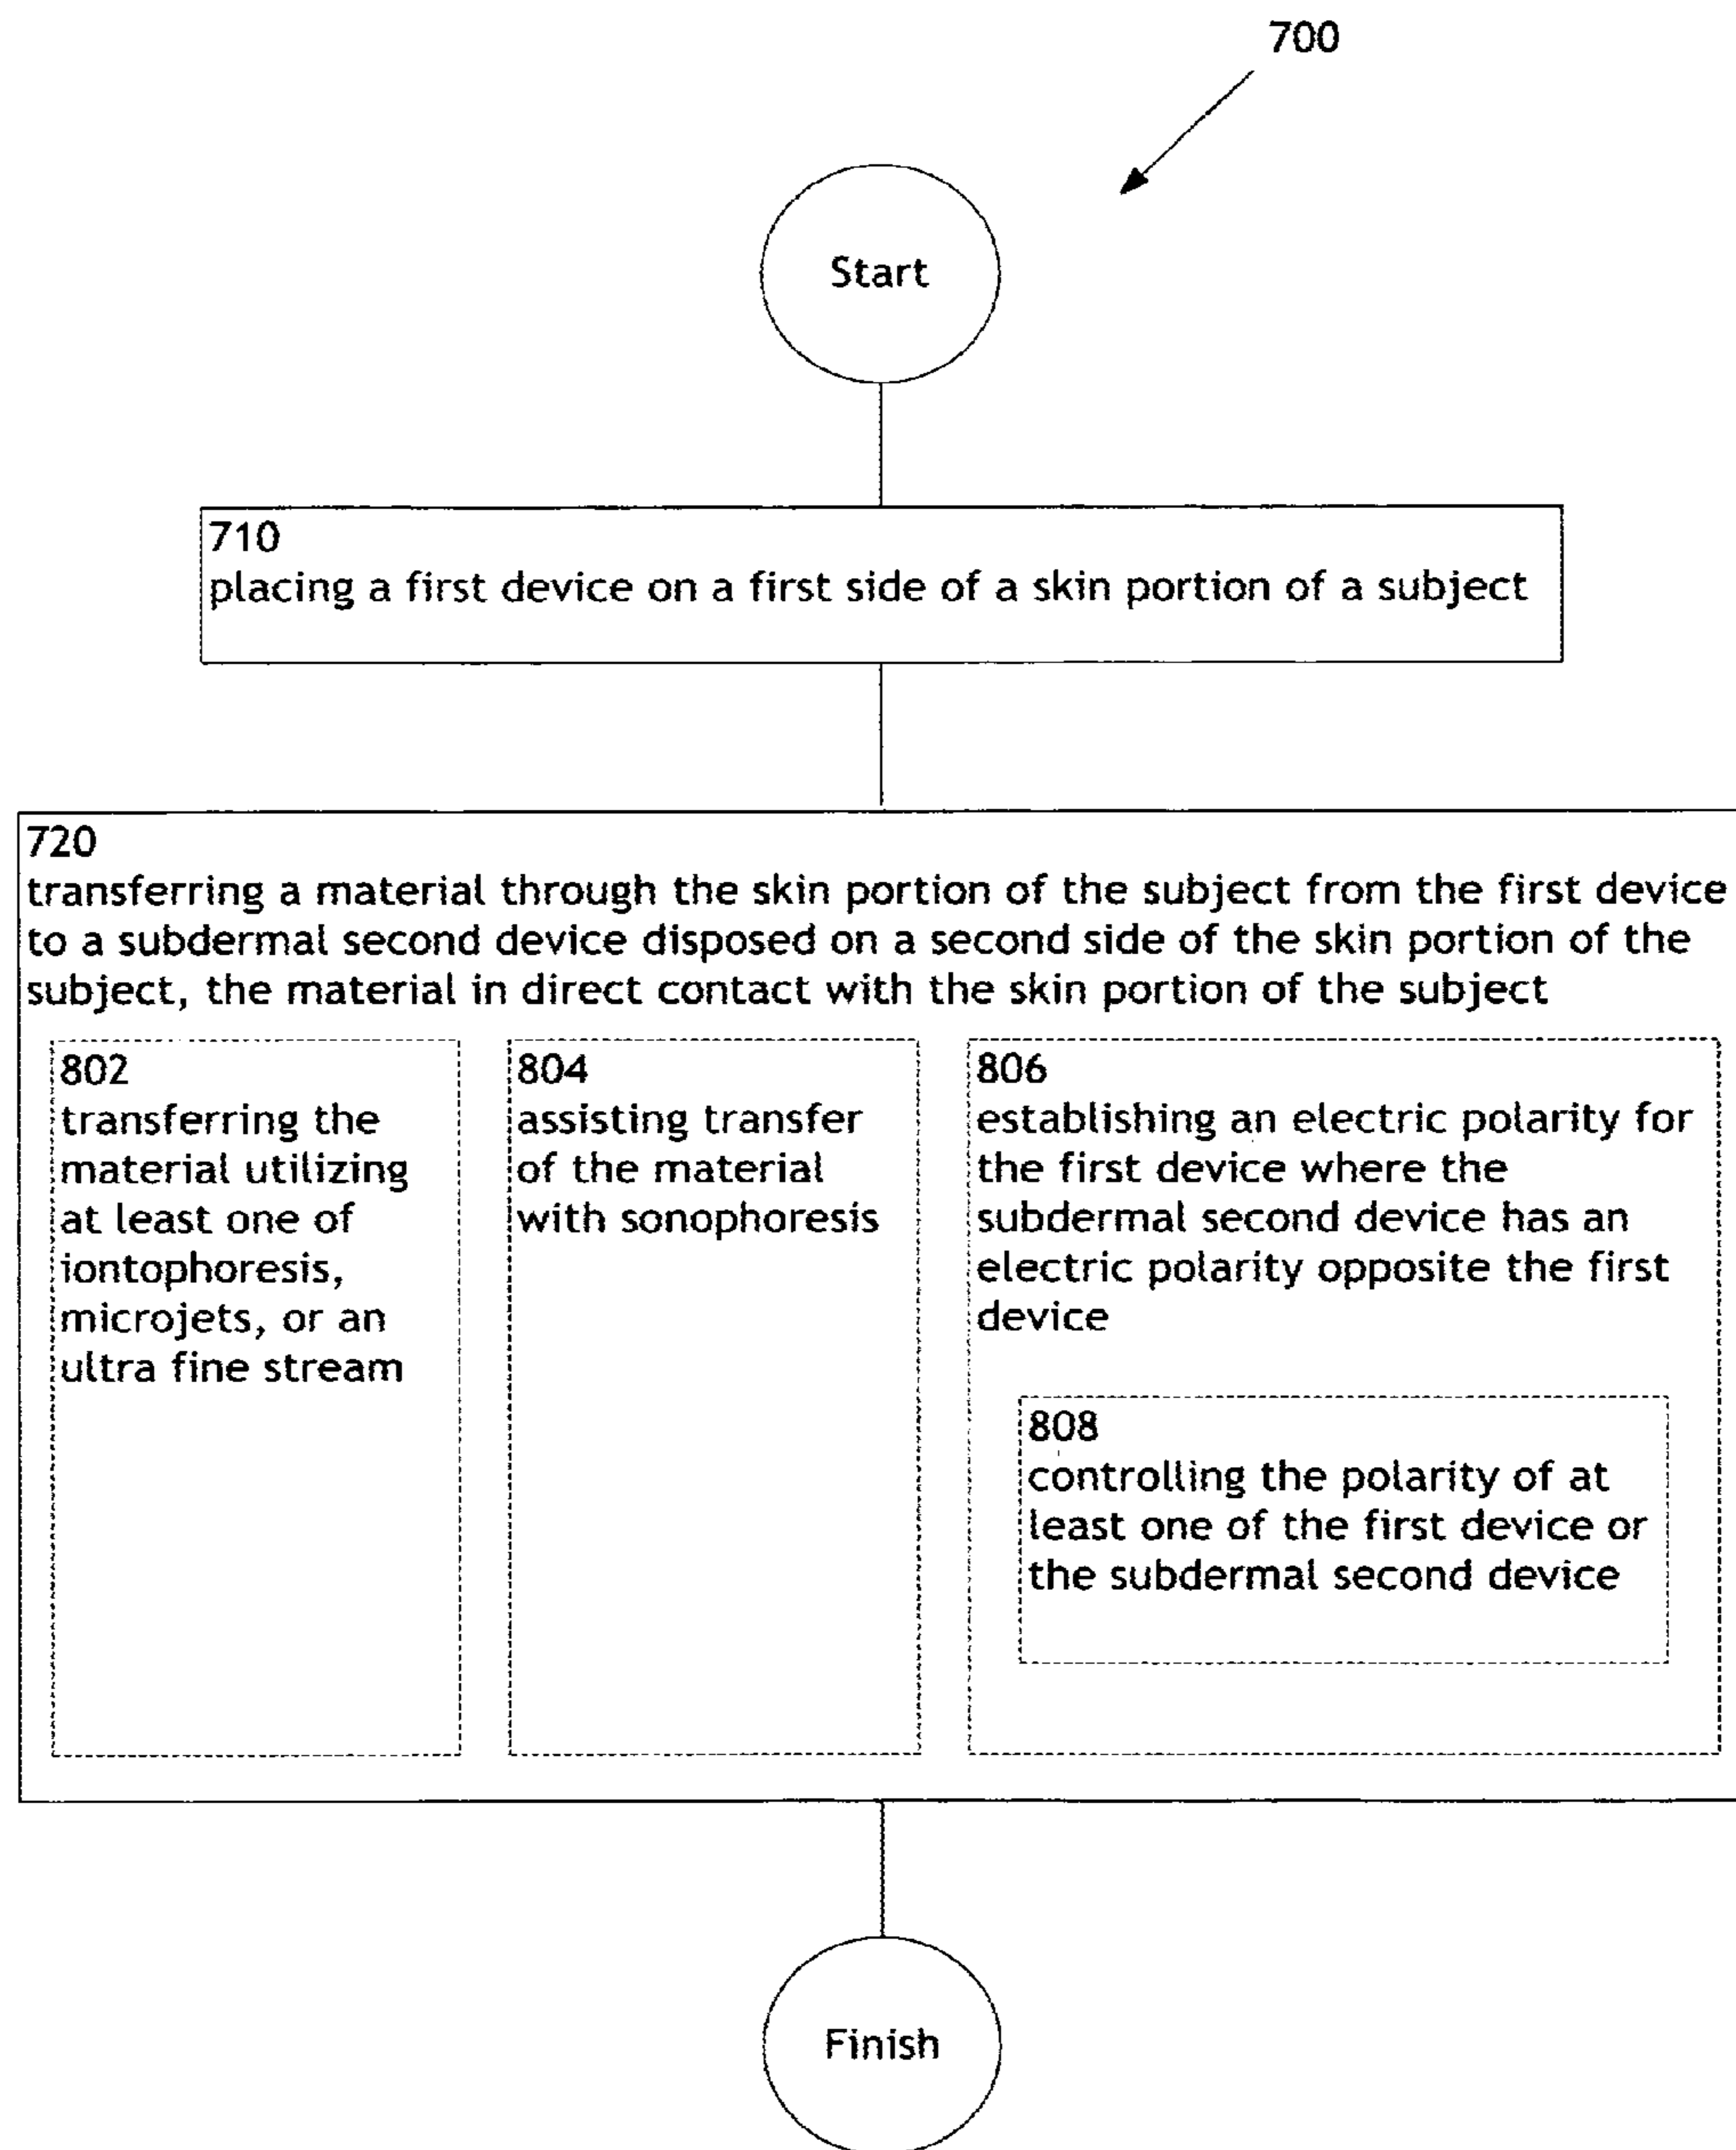 700
Start
710
placing a first device on a first side of a skin portion of a subject
720
transferring a material through the skin portion of the subject from the first device
to a subdermal second device disposed on a second side of the skin portion of the
subject, the material in direct contact with the skin portion of the subject
802
transferring the
material utilizing
at least one of
iontophoresis,
microjets, or an
ultra fine stream
804
assisting transfer
of the material
with sonophoresis
806
establishing an electric polarity for
the first device where the
subdermal second device has an
electric polarity opposite the first
device
808
controlling the polarity of at
least one of the first device or
the subdermal second device
Finish